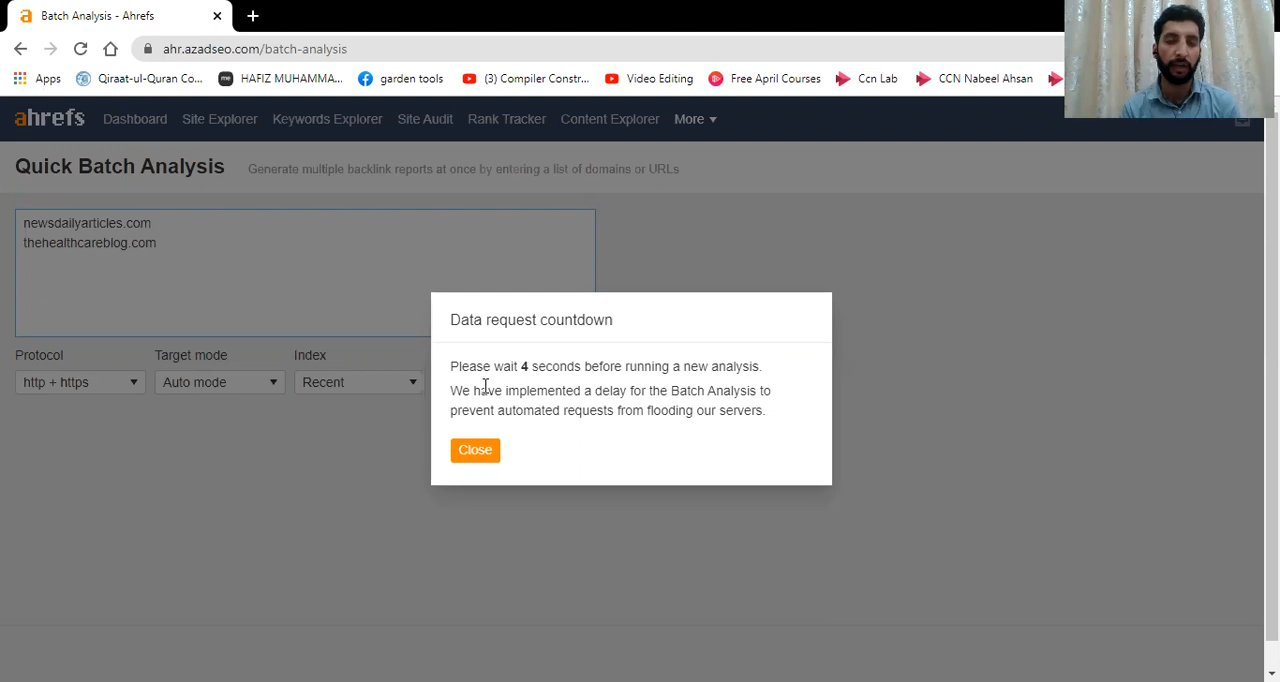 Batch Analysis - Ahrefs
ahr.azadseo.com/batch-analysis
Apps Qiraat-ul-Quran Co... HAFIZ MUHAMMA... garden tools (3) Compiler Constr... Video Editing Free April Courses Ccn Lab CCN Nabeel Ahsan
ahrefs Dashboard Site Explorer Keywords Explorer Site Audit Rank Tracker Content Explorer More
Quick Batch Analysis Generate multiple backlink reports at once by entering a list of domains or URLs
newsdailyarticles.com
thehealthcareblog.com
Protocol Target mode Index
http + https Auto mode Recent
Data request countdown
Please wait 4 seconds before running a new analysis.
We have implemented a delay for the Batch Analysis to
prevent automated requests from flooding our servers.
Close